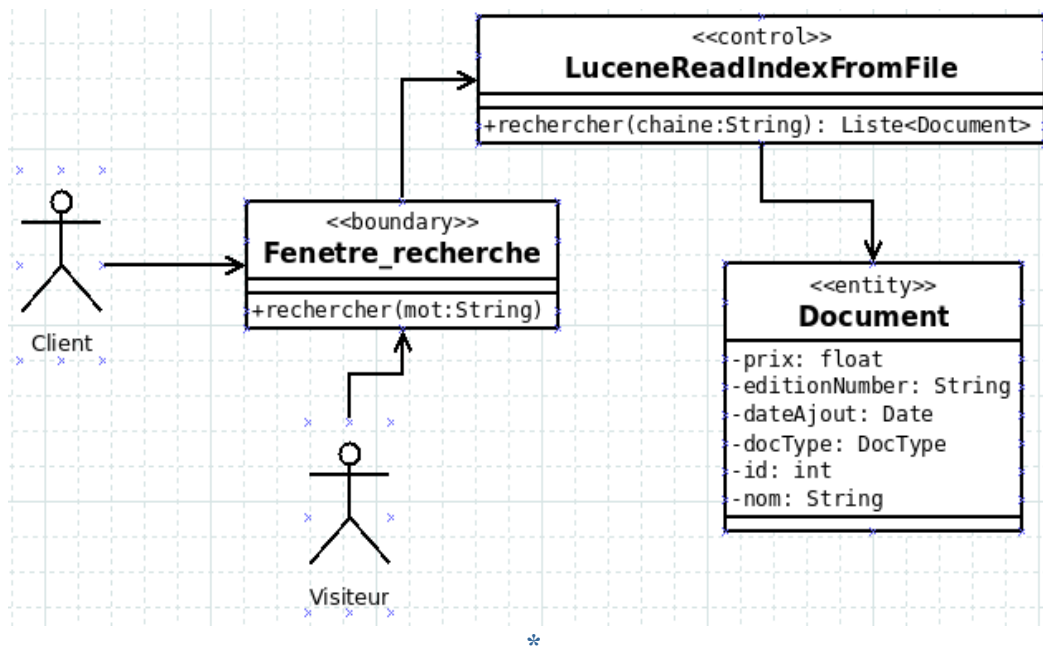 <<control>>
LuceneReadIndexFromFile
+rechercher(chaine:String): Liste<Document>
<<boundary>>
Fenetre_recherche
+rechercher(mot:String)
Client
<<entity>>
Document
-prix: float
-editionNumber: String
-dateAjout: Date
-docType: DocType
-id: int
-nom: String
Visiteur
*